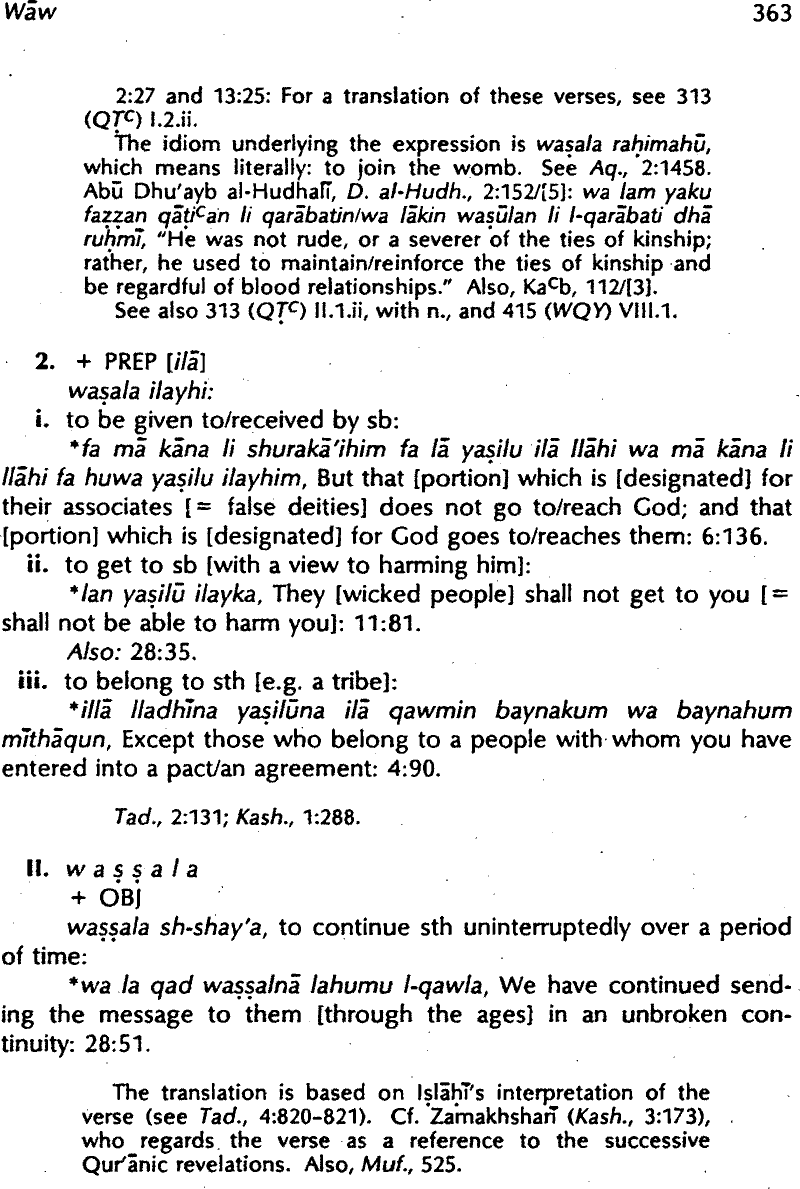 Wāw 363
2:27 and 13:25: For a translation of these verses, see 313
(QṬᶜ) I.2.ii.
The idiom underlying the expression is waṣala raḥimahū,
which means literally: to join the womb. See Aq., 2:1458.
Abū Dhu'ayb al-Hudhalī, D. al-Hudh., 2:152/[5]: wa lam yaku
faẓẓan qāṭiᶜan li qarābatin/wa lākin waṣūlan li l-qarābati dhā
ruḥmī, "He was not rude, or a severer of the ties of kinship;
rather, he used to maintain/reinforce the ties of kinship and
be regardful of blood relationships." Also, Kaᶜb, 112/[3].
See also 313 (QṬᶜ) II.1.ii, with n., and 415 (WQY) VIII.1.
2. + PREP [ilā]
waṣala ilayhi:
i. to be given to/received by sb:
*fa mā kāna li shurakā'ihim fa lā yaṣilu ilā llāhi wa mā kāna li
llāhi fa huwa yaṣilu ilayhim, But that [portion] which is [designated] for
their associates [= false deities] does not go to/reach God; and that
[portion] which is [designated] for God goes to/reaches them: 6:136.
ii. to get to sb [with a view to harming him]:
*lan yaṣilū ilayka, They [wicked people] shall not get to you [=
shall not be able to harm you]: 11:81.
Also: 28:35.
iii. to belong to sth [e.g. a tribe]:
*illā lladhīna yaṣilūna ilā qawmin baynakum wa baynahum
mīthāqun, Except those who belong to a people with whom you have
entered into a pact/an agreement: 4:90.
Tad., 2:131; Kash., 1:288.
II. w a ṣ ṣ a l a
+ OBJ
waṣṣala sh-shay'a, to continue sth uninterruptedly over a period
of time:
*wa la qad waṣṣalnā lahumu l-qawla, We have continued send-
ing the message to them [through the ages] in an unbroken con-
tinuity: 28:51.
The translation is based on Iṣlāḥī's interpretation of the
verse (see Tad., 4:820-821). Cf. Zamakhsharī (Kash., 3:173),
who regards the verse as a reference to the successive
Qur'ānic revelations. Also, Muf., 525.